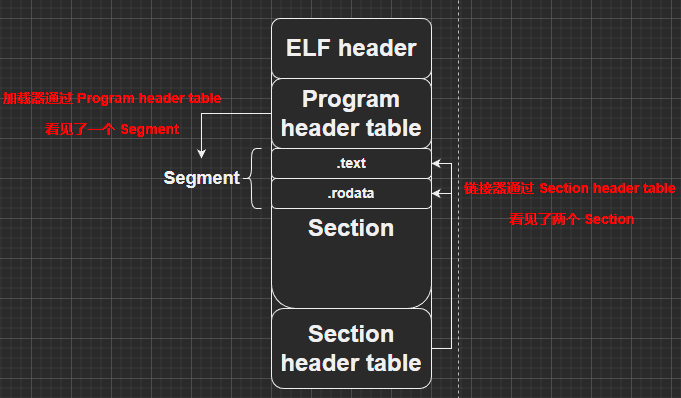 ELF header
加载器通过 Program header table
看见了一个 Segment
Program
header table
Segment
.text
.rodata
链接器通过 Section header table
看见了两个 Section
Section
Section
header table